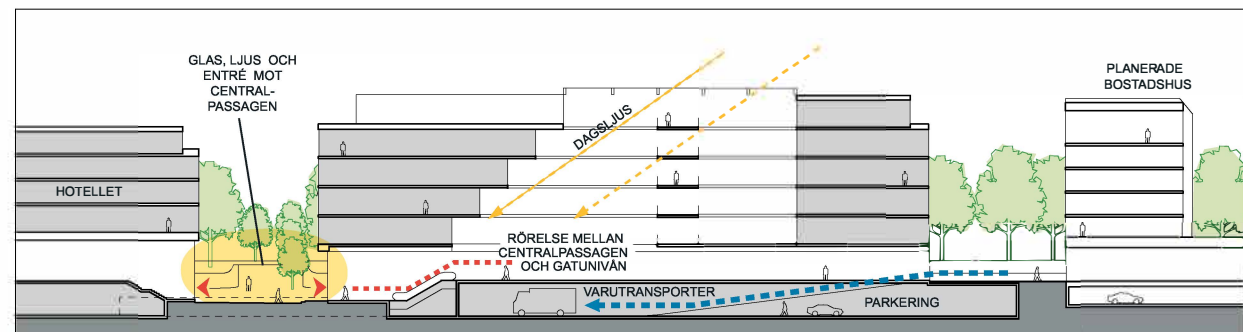 GLAS, LJUS OCH
ENTRÉ MOT
CENTRAL-
PASSAGEN
PLANERADE
BOSTADSHUS
DAGSLJUS
HOTELLET
RÖRELSE MELLAN
CENTRALPASSAGEN
OCH GATUNIVÅN
VARUTRANSPORTER
PARKERING